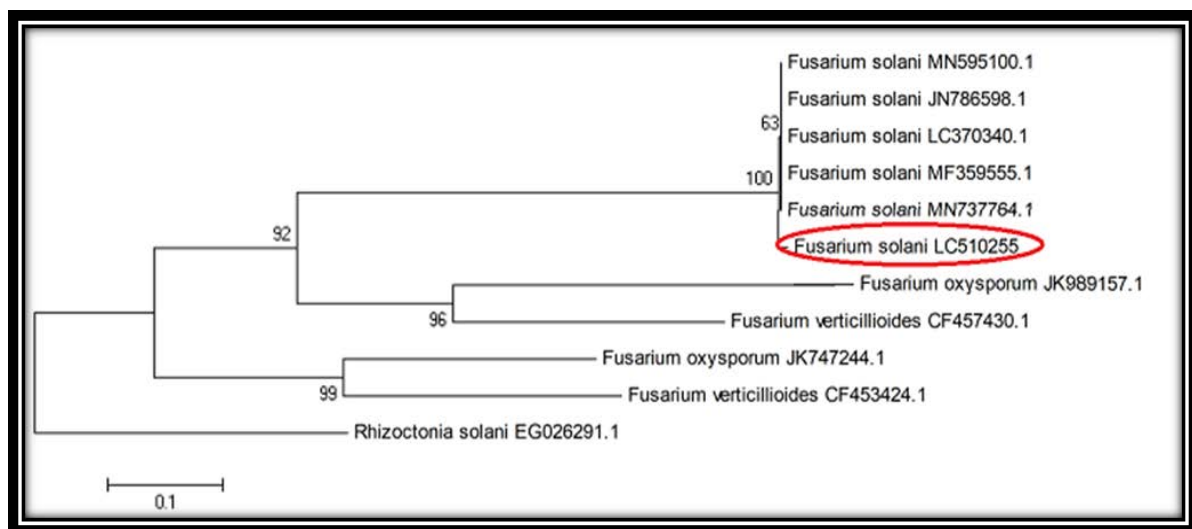 Fusarium solani MN595100.1
Fusarium solani JN786598.1
63
Fusarium solani LC370340.1
100
Fusarium solani MF359555.1
Fusarium solani MN737764.1
92
Fusarium solani LC510255
Fusarium oxysporum JK989157.1
96
Fusarium verticillioides CF457430.1
Fusarium oxysporum JK747244.1
99
Fusarium verticillioides CF453424.1
Rhizoctonia solani EG026291.1
0.1